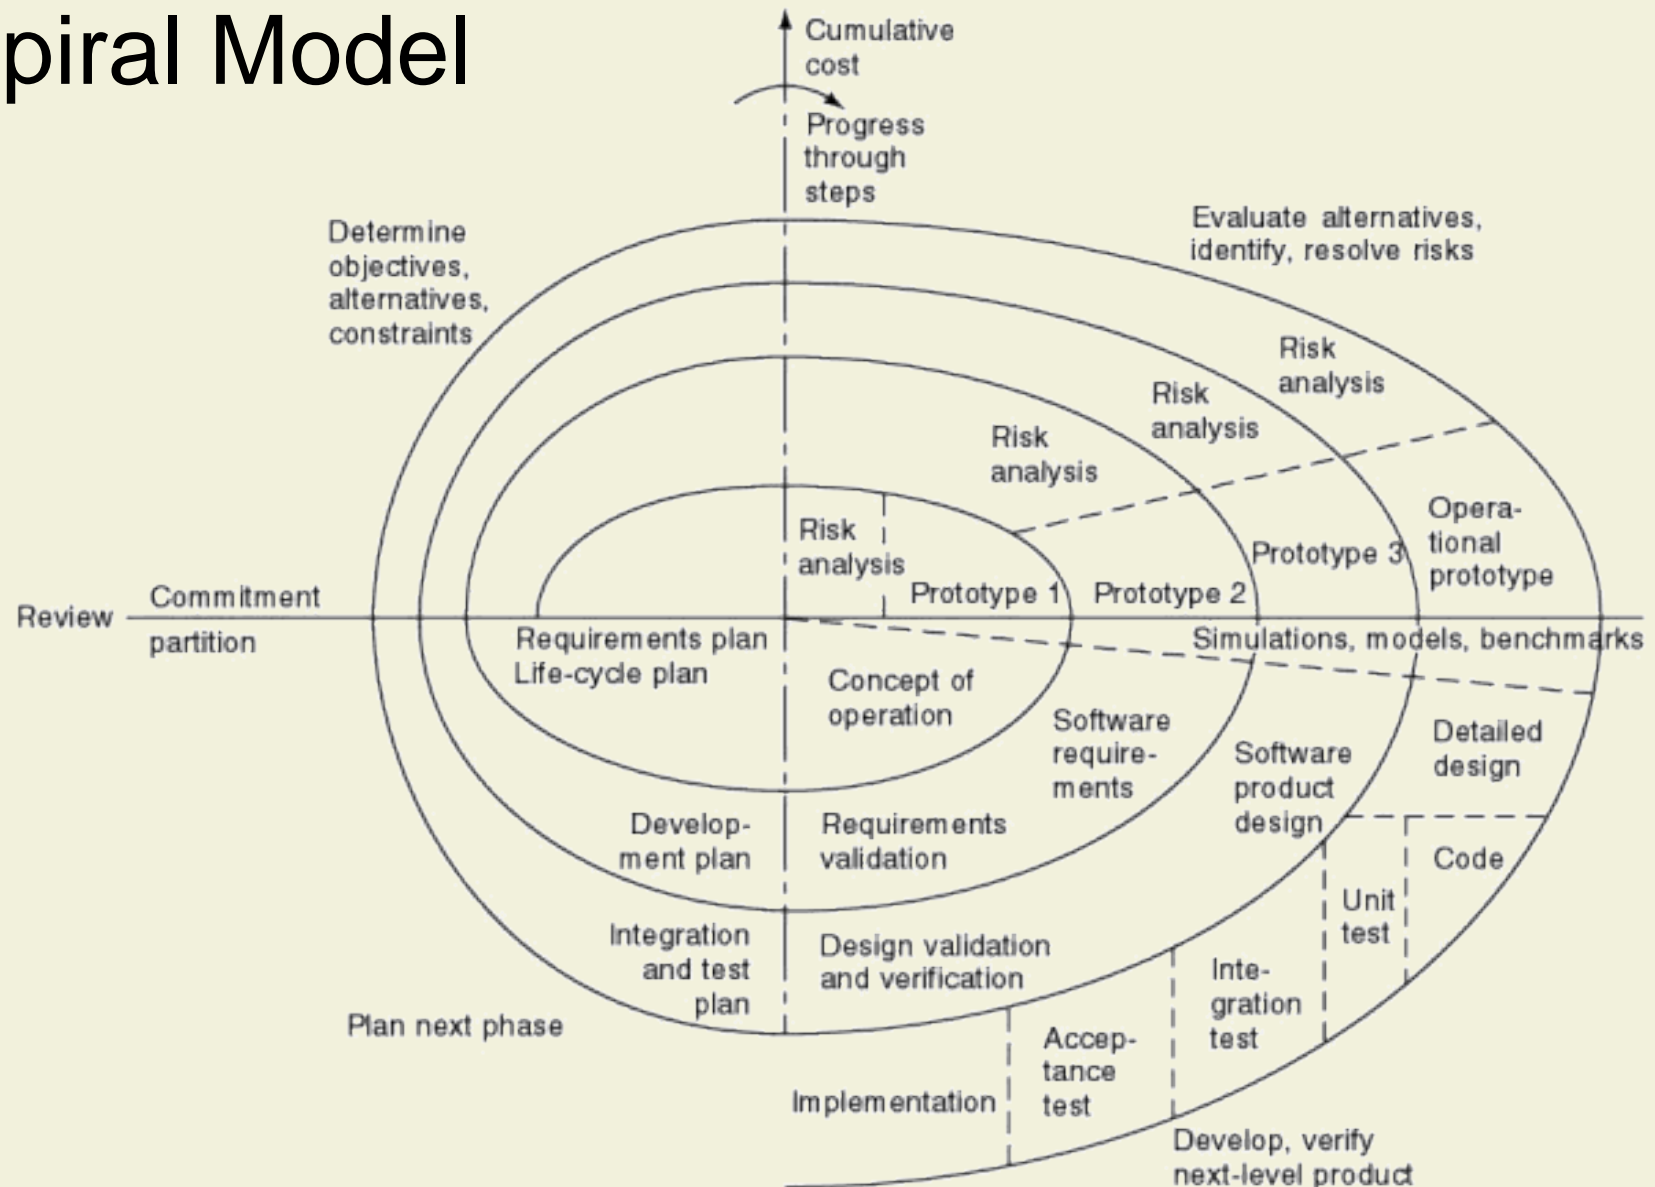 piral Model
Cumulative
cost
Progress
through
steps
Determine
objectives,
alternatives,
constraints
Evaluate alternatives,
identify, resolve risks
Risk
analysis
Risk
analysis
Risk
analysis
Risk
analysis
Opera-
tional
prototype
Prototype 3
Prototype 2
Prototype 1
Review
Commitment
partition
Requirements plan
Life-cycle plan
Simulations, models, benchmarks
Concept of
operation
Software
require-
ments
Software
product
design
Detailed
design
Develop-
ment plan
Requirements
validation
Code
Unit
test
Integration
and test
plan
Design validation
and verification
Inte-
gration
test
Plan next phase
Accep-
tance
test
Implementation
Develop, verify
next-level product